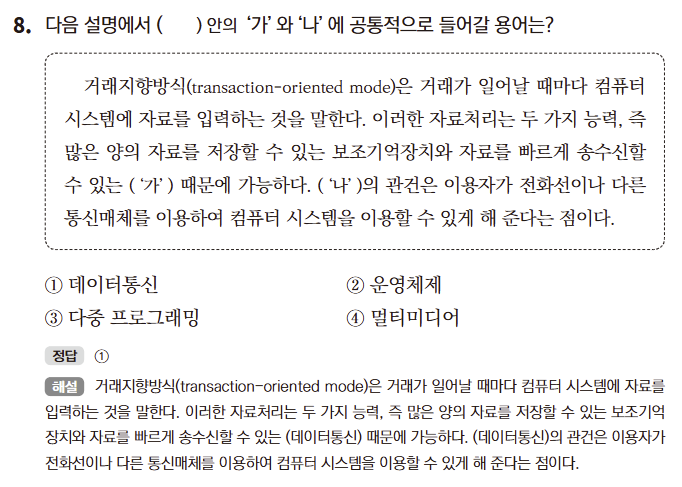 8. 다음 설명에서 (      ) 안의 ‘가’ 와 ‘나’ 에 공통적으로 들어갈 용어는?
거래지향방식(transaction-oriented mode)은 거래가 일어날 때마다 컴퓨터
시스템에 자료를 입력하는 것을 말한다. 이러한 자료처리는 두 가지 능력, 즉
많은 양의 자료를 저장할 수 있는 보조기억장치와 자료를 빠르게 송수신할
수 있는 ( ‘가’ ) 때문에 가능하다. ( ‘나’ )의 관건은 이용자가 전화선이나 다른
통신매체를 이용하여 컴퓨터 시스템을 이용할 수 있게 해 준다는 점이다.
① 데이터통신 ② 운영체제
③ 다중 프로그래밍 ④ 멀티미디어
정답 ①
해설 거래지향방식(transaction-oriented mode)은 거래가 일어날 때마다 컴퓨터 시스템에 자료를
입력하는 것을 말한다. 이러한 자료처리는 두 가지 능력, 즉 많은 양의 자료를 저장할 수 있는 보조기억
장치와 자료를 빠르게 송수신할 수 있는 (데이터통신) 때문에 가능하다. (데이터통신)의 관건은 이용자가
전화선이나 다른 통신매체를 이용하여 컴퓨터 시스템을 이용할 수 있게 해 준다는 점이다.